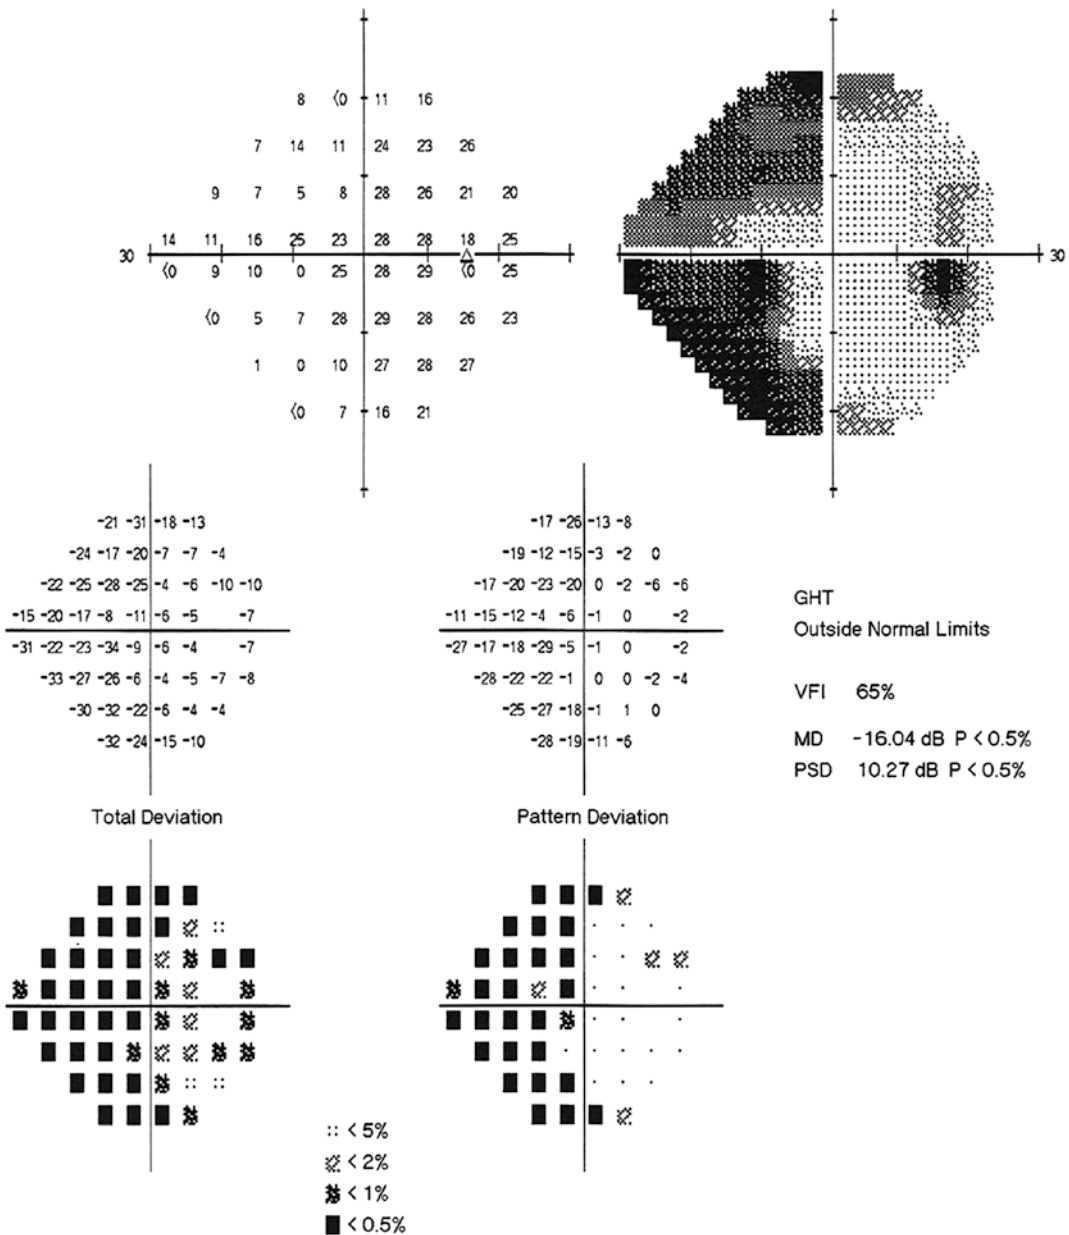 8 <0 11 16
7 14 11 24 23 26
9 7 5 8 28 26 21 20
14 11 16 25 23 28 28 18 25
30 30
<0 9 10 0 25 28 29 <0 25
<0 5 7 28 29 28 26 23
1 0 10 27 28 27
<0 7 16 21
-21 -31 -18 -13
-24 -17 -20 -7 -7 -4
-22 -25 -28 -25 -4 -6 -10 -10
-15 -20 -17 -8 -11 -6 -5 -7
-31 -22 -23 -34 -9 -6 -4 -7
-33 -27 -26 -6 -4 -5 -7 -8
-30 -32 -22 -6 -4 -4
-32 -24 -15 -10
Total Deviation
-17 -26 -13 -8
-19 -12 -15 -3 -2 0
-17 -20 -23 -20 0 -2 -6 -6
-11 -15 -12 -4 -6 -1 0 -2
-27 -17 -18 -29 -5 -1 0 -2
-28 -22 -22 -1 0 0 -2 -4
-25 -27 -18 -1 1 0
-28 -19 -11 -6
Pattern Deviation
GHT
Outside Normal Limits
VFI 65%
MD -16.04 dB P < 0.5%
PSD 10.27 dB P < 0.5%
< 5%
< 2%
< 1%
< 0.5%